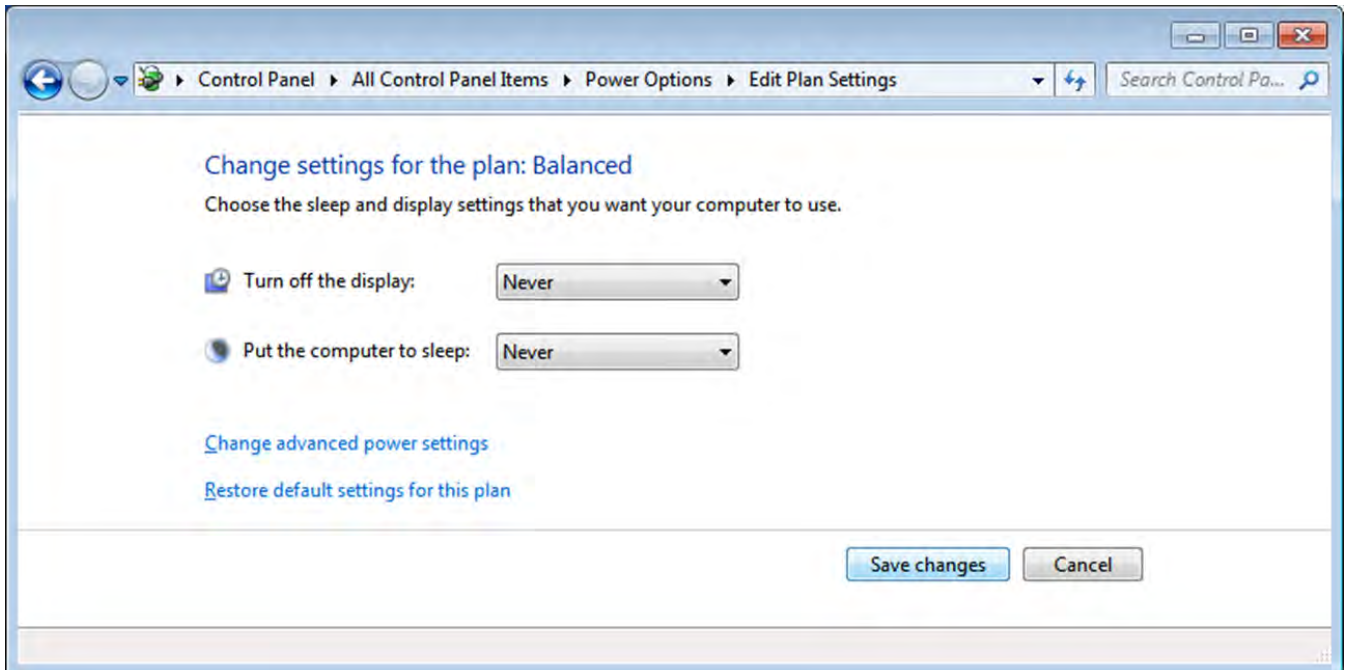 Control Panel All Control Panel Items Power Options Edit Plan Settings Search Control Pa...
Change settings for the plan: Balanced
Choose the sleep and display settings that you want your computer to use.
Turn off the display: Never
Put the computer to sleep: Never
Change advanced power settings
Restore default settings for this plan
Save changes Cancel